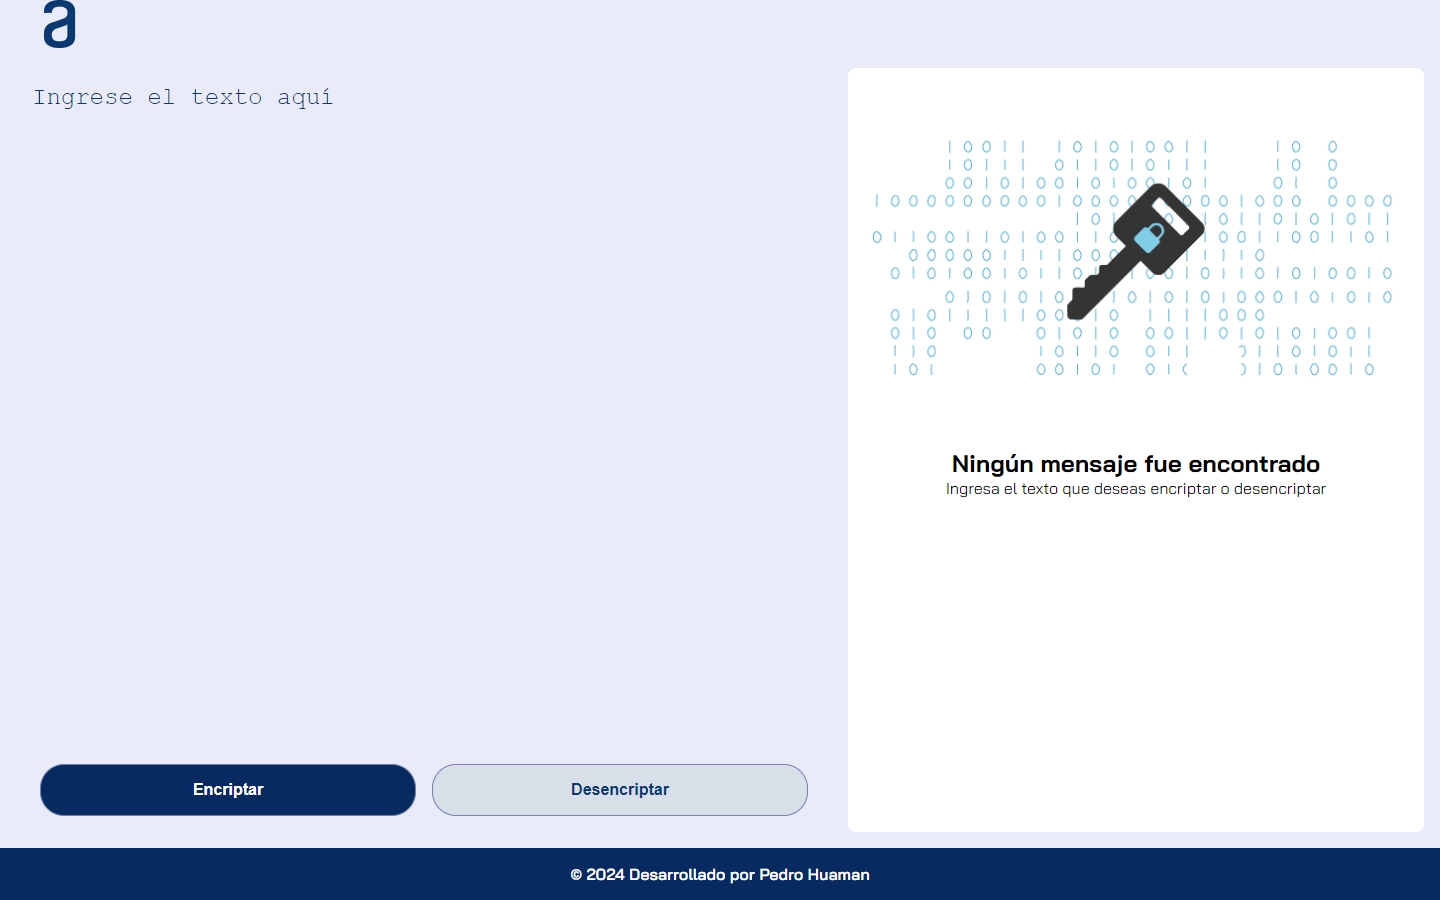 a
Ingrese el texto aquí
Ningún mensaje fue encontrado
Ingresa el texto que deseas encriptar o desencriptar
Encriptar
Desencriptar
© 2024 Desarrollado por Pedro Huaman